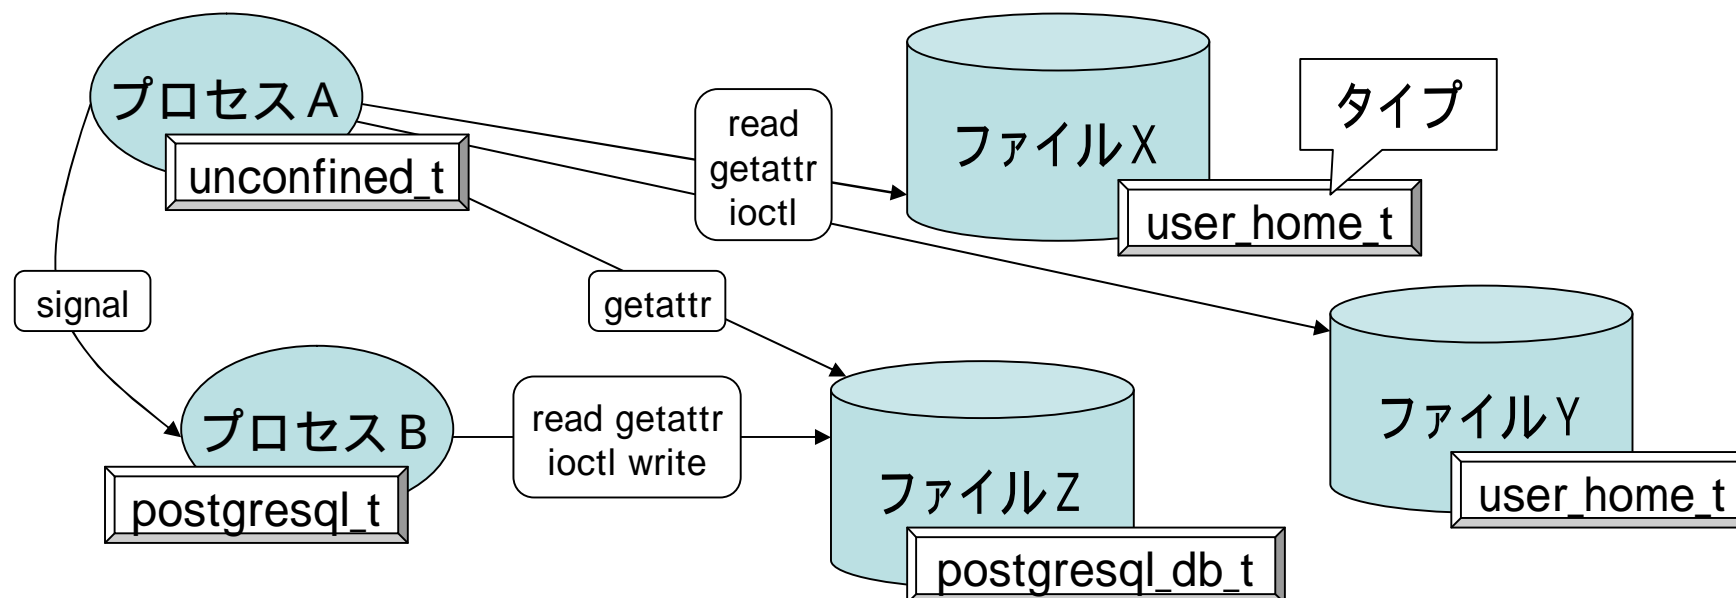 プロセスA
unconfined_t
read
getattr
ioctl
ファイルX
タイプ
user_home_t
signal
getattr
プロセスB
postgresql_t
read getattr
ioctl write
ファイルZ
postgresql_db_t
ファイルY
user_home_t